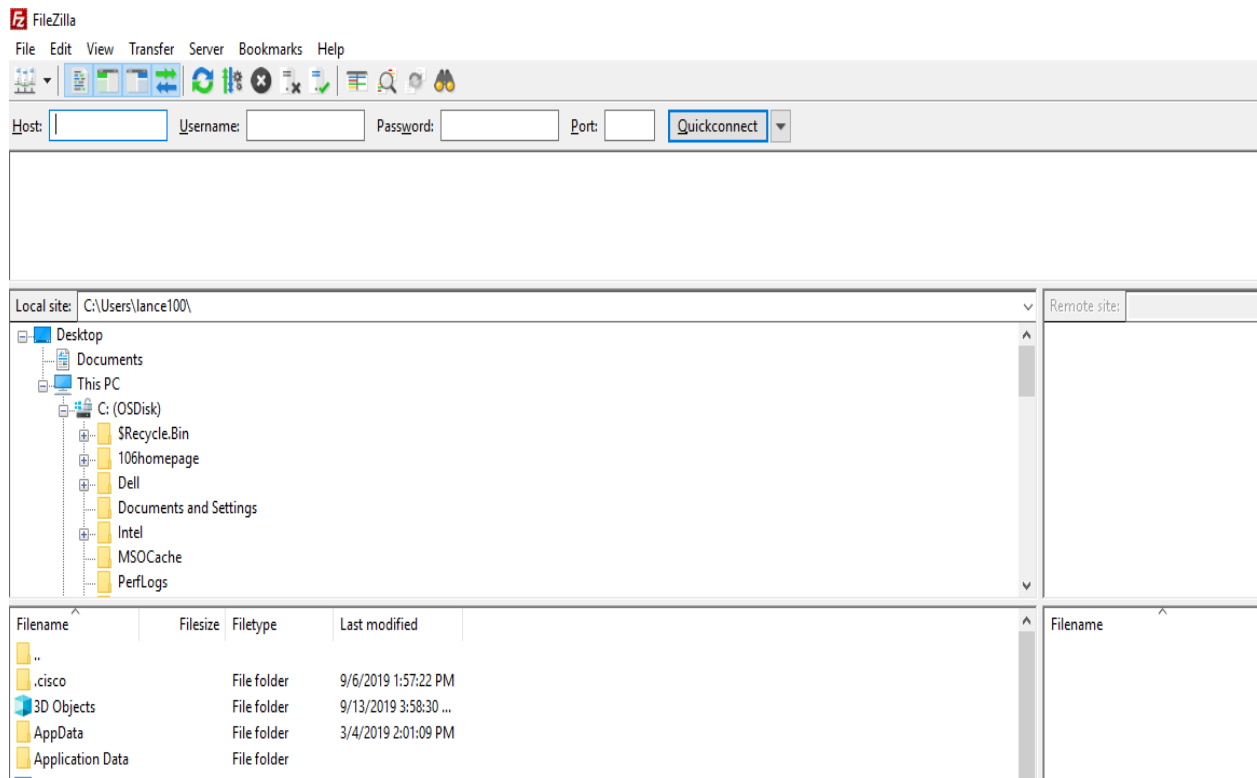 FileZilla
File Edit View Transfer Server Bookmarks Help
Host: Username: Password: Port: Quickconnect
Local site: C:\Users\lance100\
Remote site:
Desktop
Documents
This PC
C: (OSDisk)
$Recycle.Bin
106homepage
Dell
Documents and Settings
Intel
MSOCache
PerfLogs
Filename Filesize Filetype Last modified
..
.cisco File folder 9/6/2019 1:57:22 PM
3D Objects File folder 9/13/2019 3:58:30 ...
AppData File folder 3/4/2019 2:01:09 PM
Application Data File folder
Filename